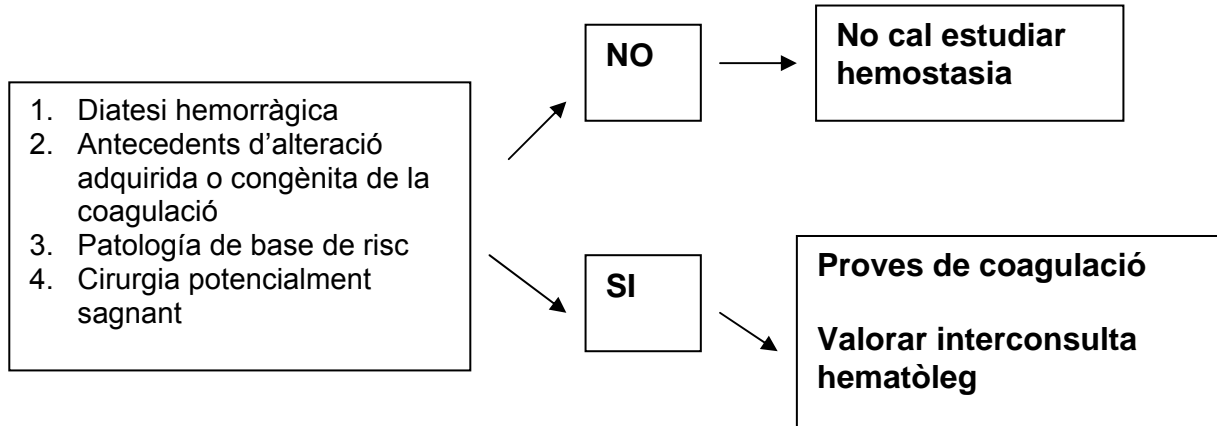 1. Diatesi hemorràgica
2. Antecedents d'alteració
adquirida o congènita de la
coagulació
3. Patología de base de risc
4. Cirurgia potencialment
sagnant
NO
No cal estudiar
hemostasia
SI
Proves de coagulació
Valorar interconsulta
hematòleg